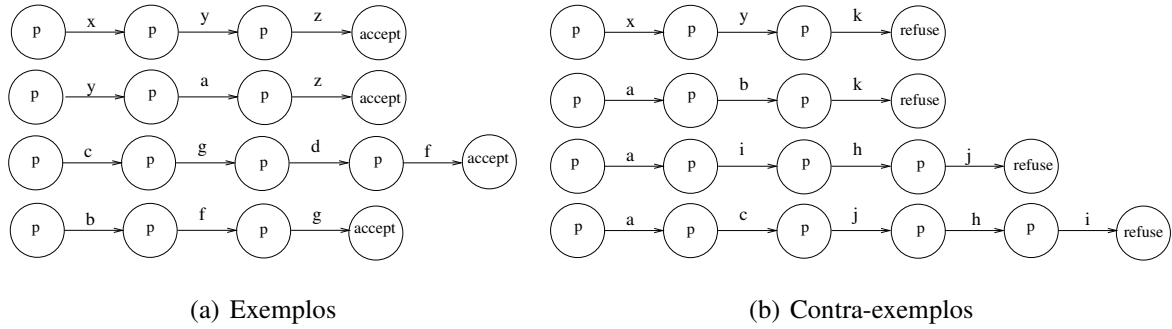 x y z
p p p accept
y a z
p p p accept
c g d f
p p p p accept
b f g
p p p accept
(a) Exemplos
x y k
p p p refuse
a b k
p p p refuse
a i h j
p p p p refuse
a c j h i
p p p p p refuse
(b) Contra-exemplos